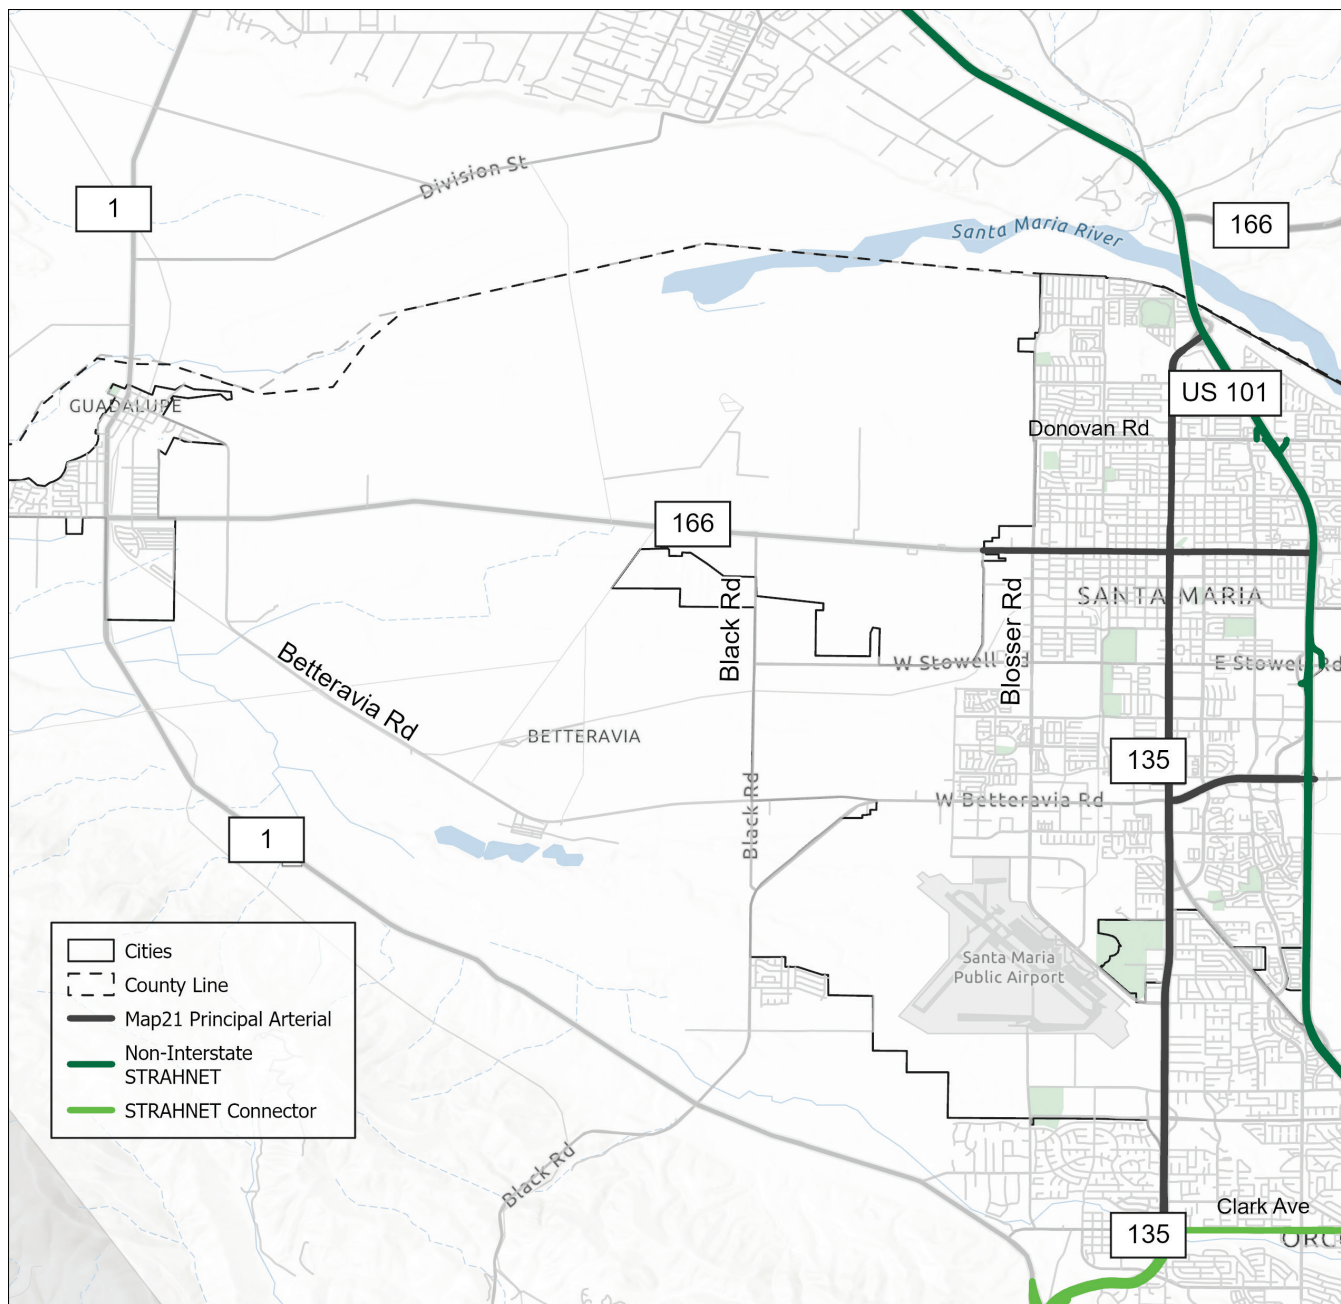 Division St
1
Santa Maria River
166
GUADALUPE
US 101
Donovan Rd
166
SANTA MARIA
Black Rd
Blosser Rd
W Stowell Rd
E Stowell Rd
Betteravia Rd
BETTERAVIA
135
W Betteravia Rd
Black Rd
1
Santa Maria
Public Airport
Cities
County Line
Map21 Principal Arterial
Non-Interstate
STRAHNET
STRAHNET Connector
Black Rd
Clark Ave
135
ORC